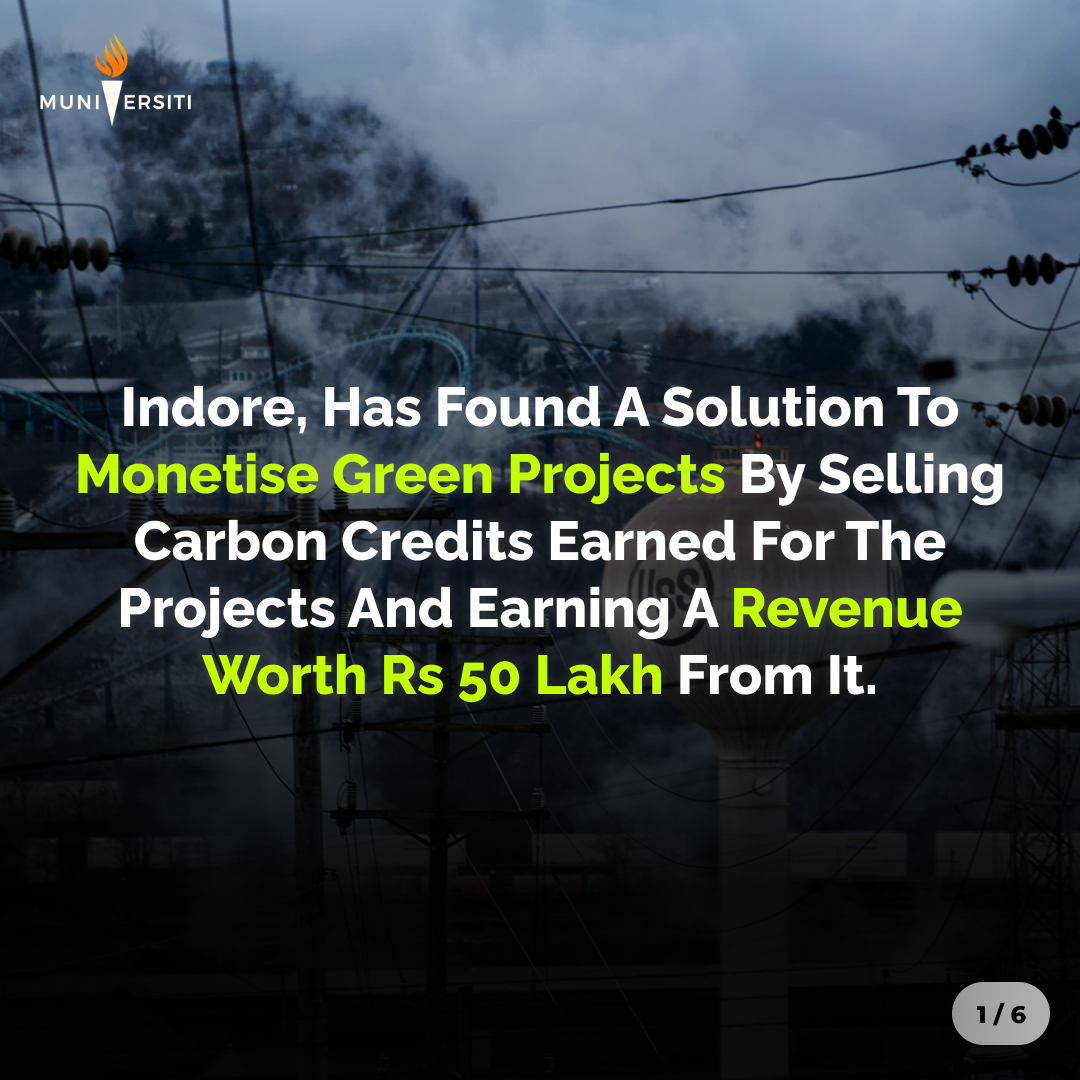 MUNIVERSITI
Indore, Has Found A Solution To
Monetise Green Projects By Selling
Carbon Credits Earned For The
Projects And Earning A Revenue
Worth Rs 50 Lakh From It.
USS
1 / 6